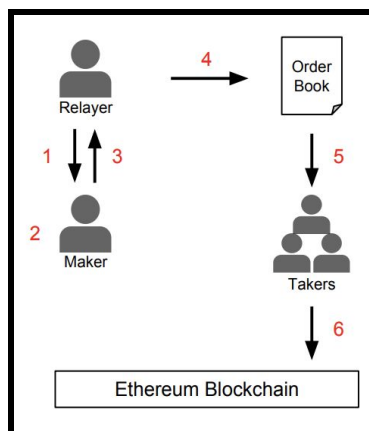 4
Order
Book
Relayer
1
3
5
2
Maker
Takers
6
Ethereum Blockchain